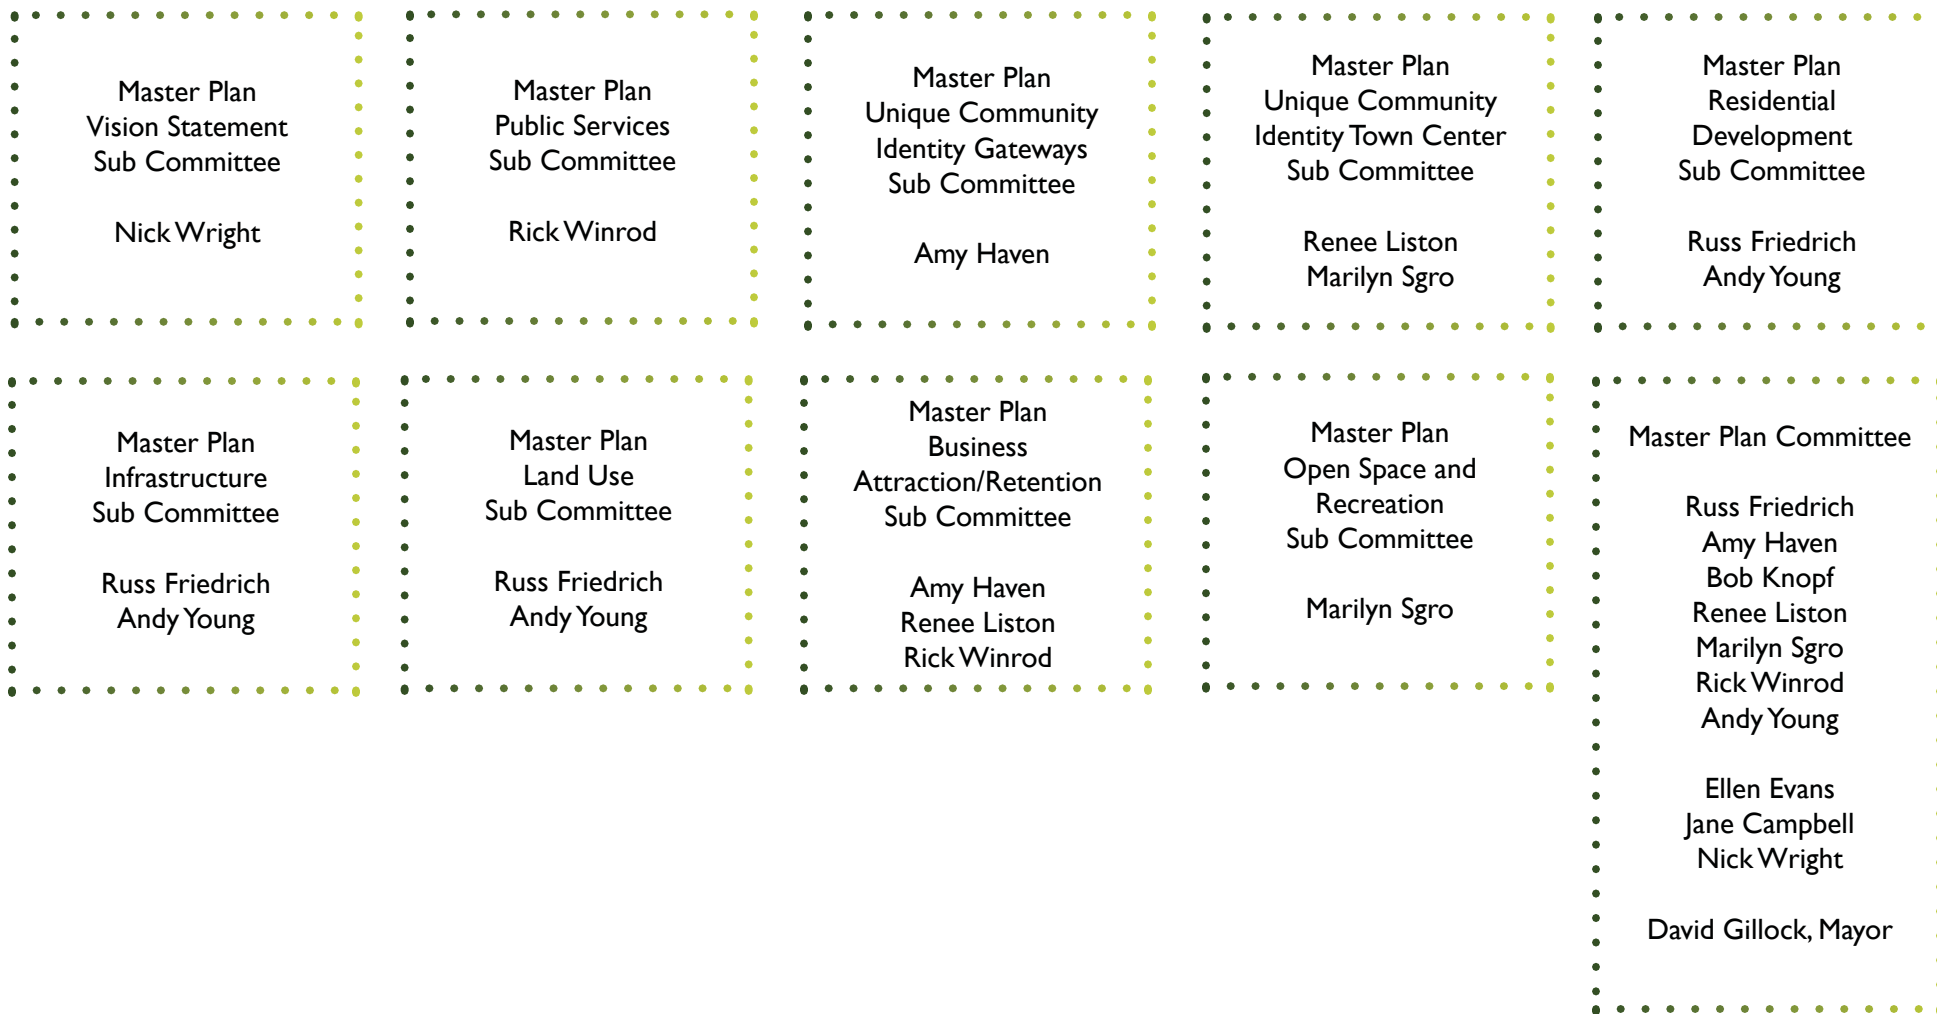 Master Plan
Vision Statement
Sub Committee
Nick Wright
Master Plan
Public Services
Sub Committee
Rick Winrod
Master Plan
Unique Community
Identity Gateways
Sub Committee
Amy Haven
Master Plan
Unique Community
Identity Town Center
Sub Committee
Renee Liston
Marilyn Sgro
Master Plan
Residential
Development
Sub Committee
Russ Friedrich
Andy Young
Master Plan
Infrastructure
Sub Committee
Russ Friedrich
Andy Young
Master Plan
Land Use
Sub Committee
Russ Friedrich
Andy Young
Master Plan
Business
Attraction/Retention
Sub Committee
Amy Haven
Renee Liston
Rick Winrod
Master Plan
Open Space and
Recreation
Sub Committee
Marilyn Sgro
Master Plan Committee
Russ Friedrich
Amy Haven
Bob Knopf
Renee Liston
Marilyn Sgro
Rick Winrod
Andy Young
Ellen Evans
Jane Campbell
Nick Wright
David Gillock, Mayor